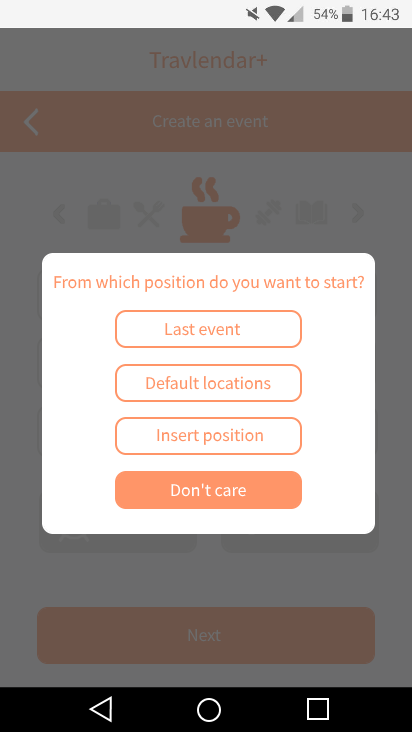 54% 16:43
Travlendar+
Create an event
From which position do you want to start?
Last event
Default locations
Insert position
Don't care
Next